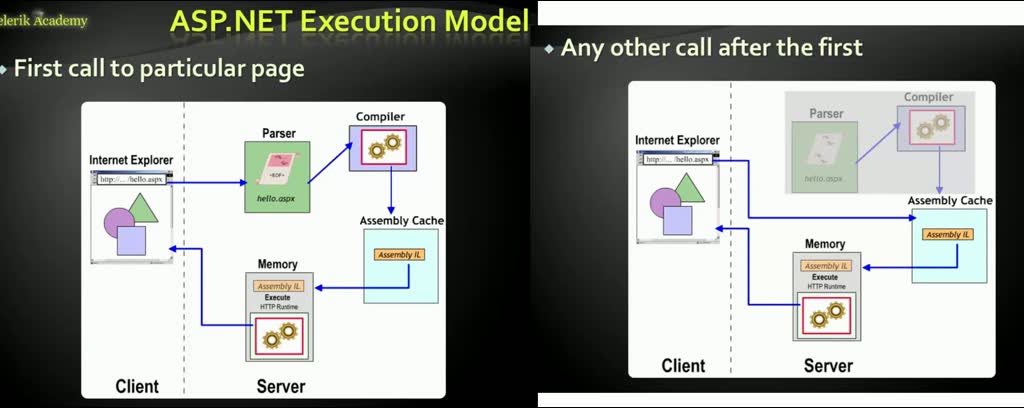 elerik Academy
ASP.NET Execution Model
First call to particular page
Compiler
Parser
Internet Explorer
http://... /hello.aspx
<EOF>
hello.aspx
Assembly Cache
Assembly IL
Memory
Assembly IL
Execute
HTTP Runtime
Client
Server
Any other call after the first
Compiler
Parser
Internet Explorer
http://... /hello.aspx
hello.aspx
Assembly Cache
Assembly IL
Memory
Assembly IL
Execute
HTTP Runtime
Client
Server